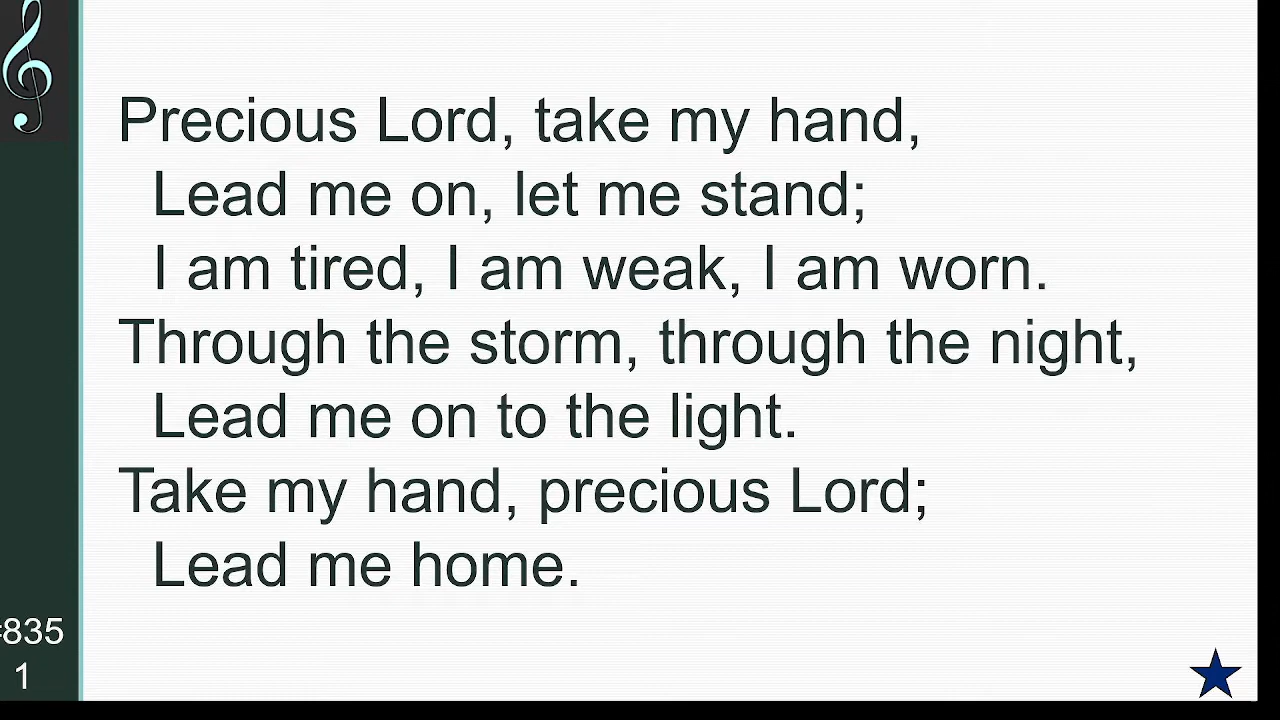 Precious Lord, take my hand,
Lead me on, let me stand;
I am tired, I am weak, I am worn.
Through the storm, through the night,
Lead me on to the light.
Take my hand, precious Lord;
Lead me home.
#835
1